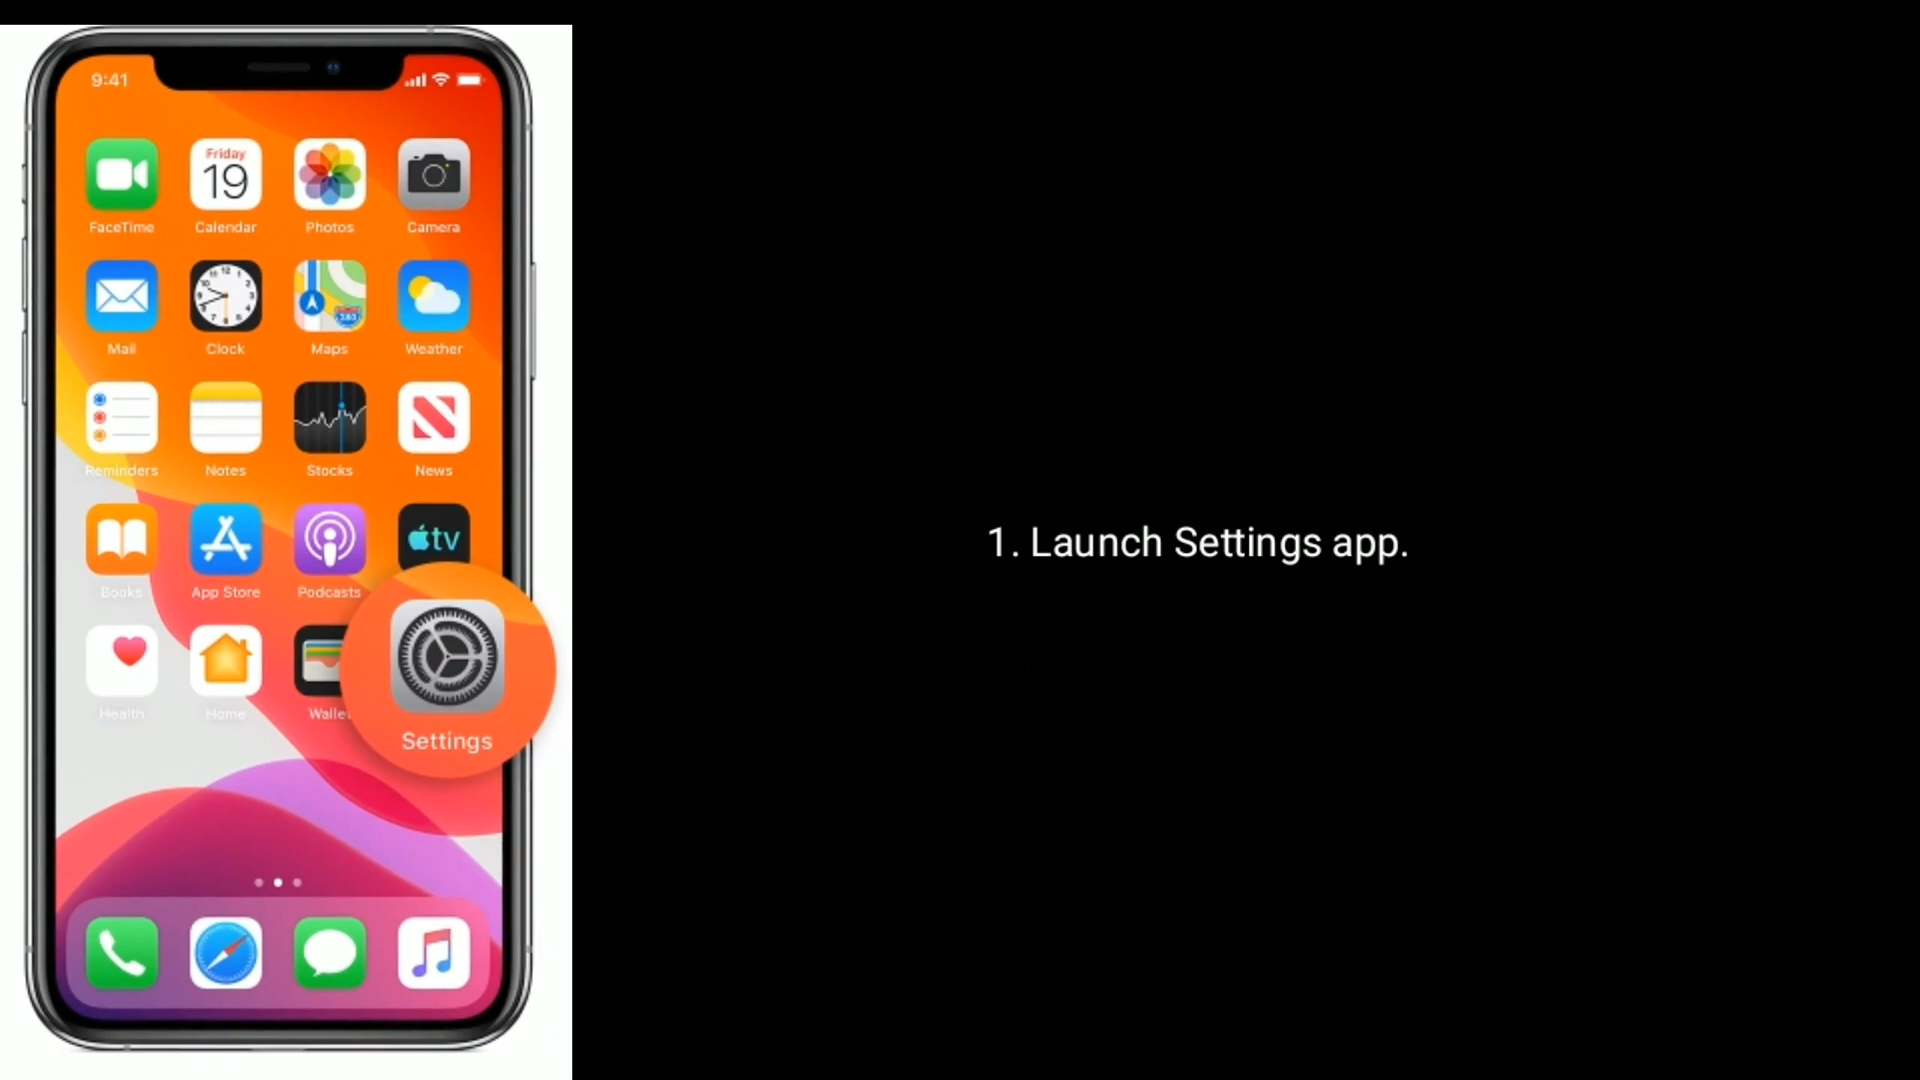 9:41
FaceTime
Friday
19
Calendar
Photos
Camera
Mail
Clock
Maps
Weather
Reminders
Notes
Stocks
News
Books
App Store
Podcasts
tv
Health
Home
Walle
Settings
1. Launch Settings app.